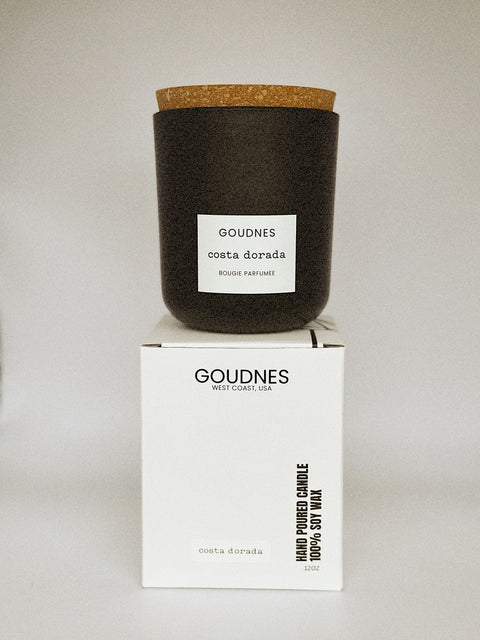 GOUDNES
costa dorada
BOUGIE PARFUMEE
GOUDNES
WEST COAST, USA
HAND POURED CANDLE
100% SOY WAX
12OZ
costa dorada